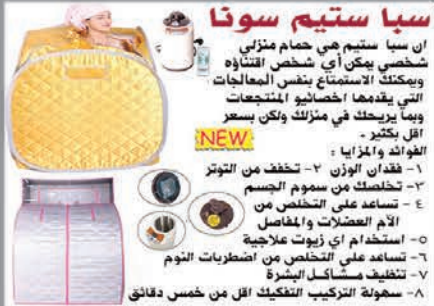 سبا ستيم سونا
ان سبا ستيم هي حمام منزلي
شخصي يمكن أي شخص اقتناؤه
ويمكنك الاستمتاع بنفس المعالجات
التي يقدمها اخصائيو المنتجعات
وبما يريحك في منزلك ولكن بسعر
اقل بكثير .
NEW
الفوائد والمزايا :
١- فقدان الوزن ٢- تخفف من التوتر
٣- تخلصك من سموم الجسم
٤ - تساعد على التخلص من
الآم العضلات والمفاصل
٥- استخدام اي زيوت علاجية
٦- تساعد على التخلص من اضطربات النوم
٧- تنظيف مشاكل البشرة
٨- سهولة التركيب التفكيك اقل من خمس دقائق